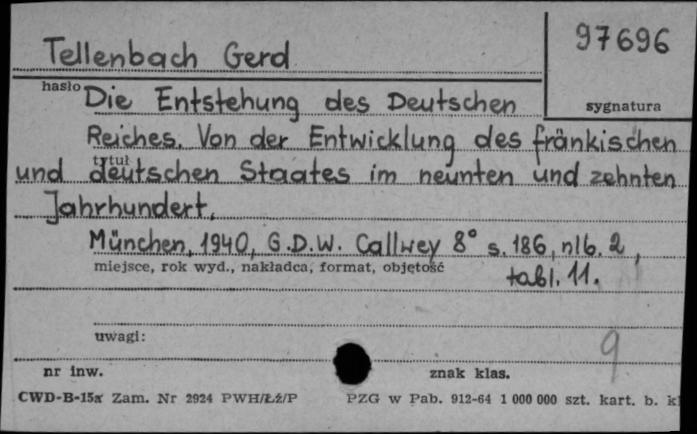 Tellenbach Gerd
97696
hasło
sygnatura
Die Entstehung des Deutschen
Reiches. Von der Entwicklung des fränkischen
tytuł
und deutschen Staates im neunten und zehnten
Jahrhundert.
München, 1940, G.D.W. Callwey 8° s. 186, nlb. 2,
miejsce, rok wyd., nakładca, format, objętość
tabl. 11.
uwagi:
9
nr inw.
znak klas.
CWD-B-15a Zam. Nr 2924 PWH/Łź/P
PZG w Pab. 912-64 1 000 000 szt. kart. b. kl